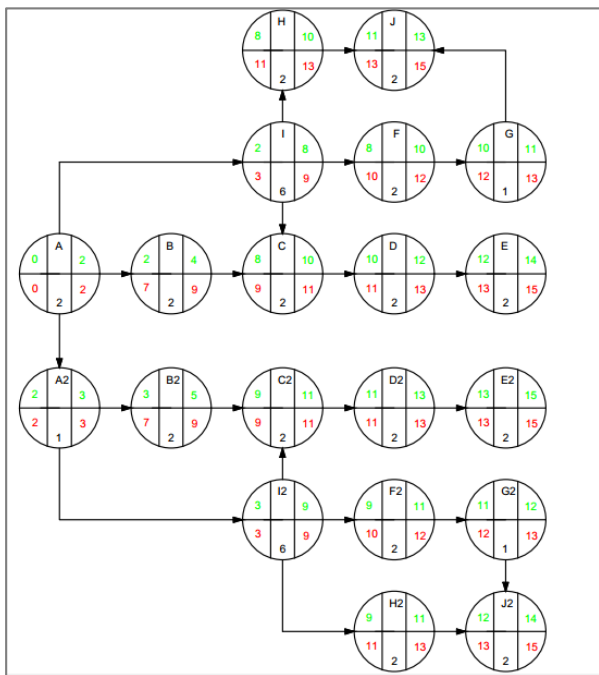 H J
8 10 11 13
11 13 13 15
2 2
I F G
2 8 8 10 10 11
3 9 10 12 12 13
6 2 1
A B C D E
0 2 2 4 8 10 10 12 12 14
0 2 7 9 9 11 11 13 13 15
2 2 2 2 2
A2 B2 C2 D2 E2
2 3 3 5 9 11 11 13 13 15
2 3 7 9 9 11 11 13 13 15
1 2 2 2 2
I2 F2 G2
3 9 9 11 11 12
3 9 10 12 12 13
6 2 1
H2 J2
9 11 12 14
11 13 13 15
2 2